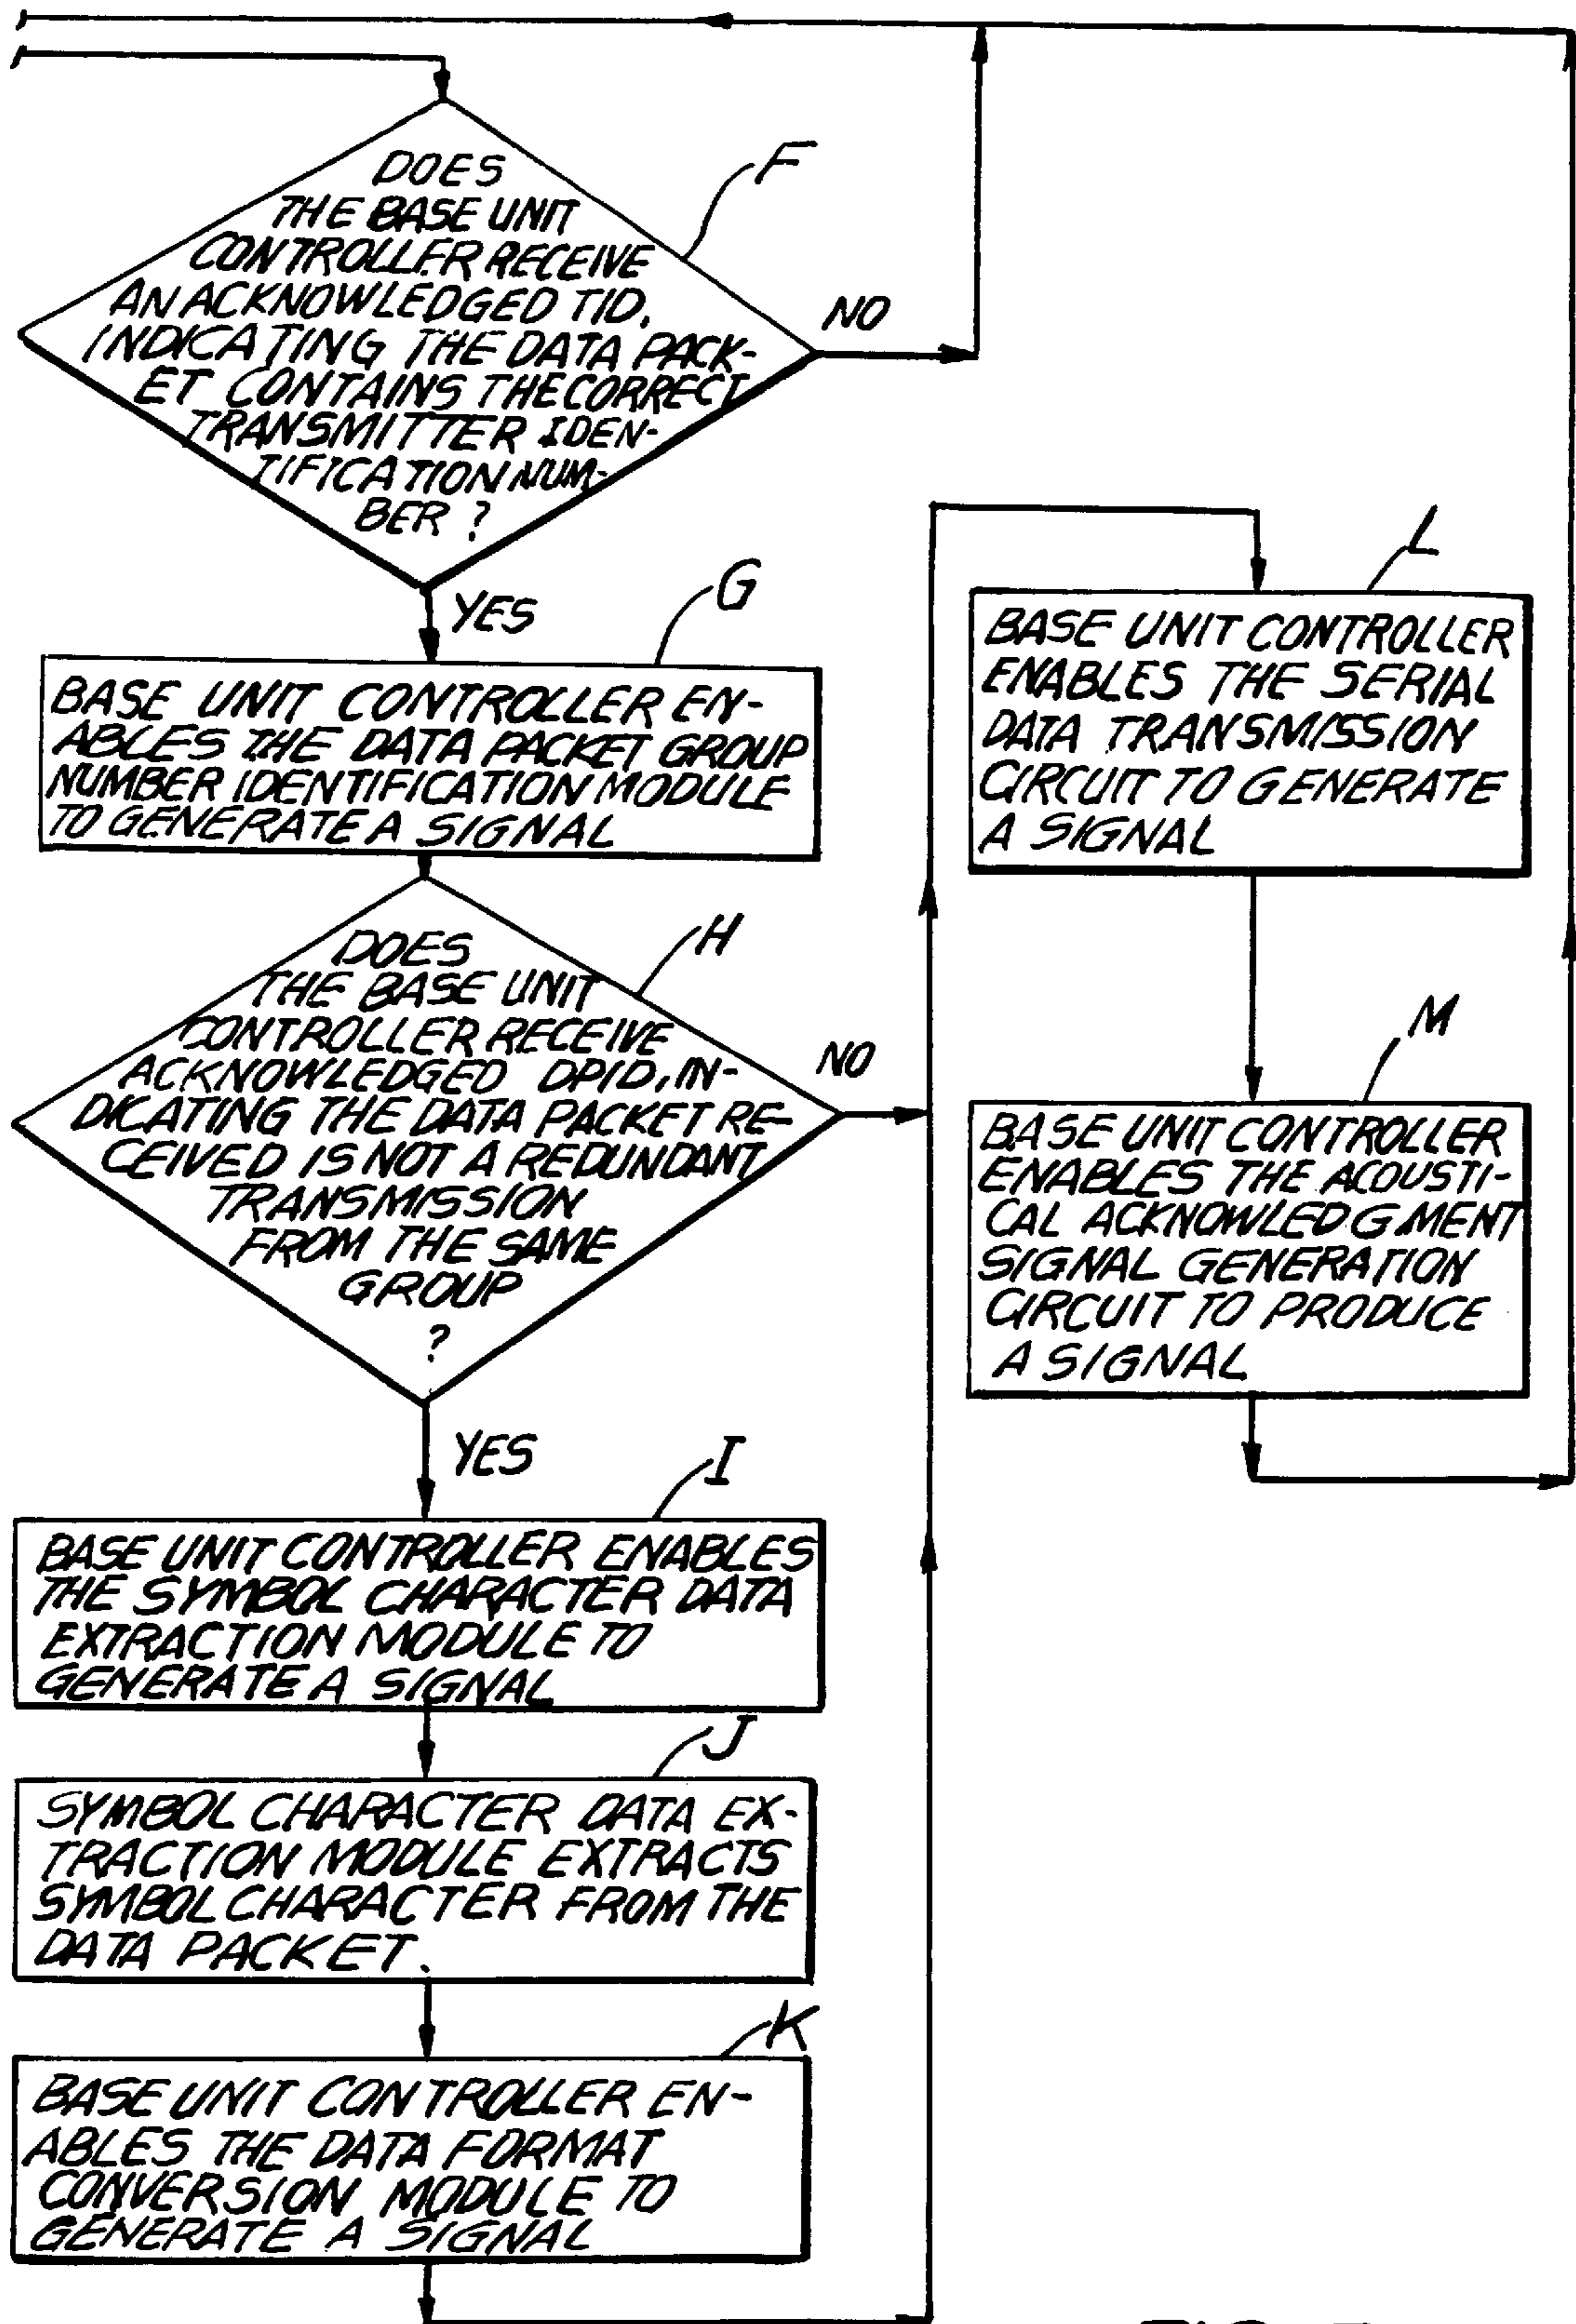 DOES
THE BASE UNIT
CONTROLLER RECEIVE
AN ACKNOWLEDGED TID,
INDICATING THE DATA PACK-
ET CONTAINS THE CORRECT
TRANSMITTER IDEN-
TIFICATION NUM-
BER ?
F
NO
YES
G
BASE UNIT CONTROLLER EN-
ABLES THE DATA PACKET GROUP
NUMBER IDENTIFICATION MODULE
TO GENERATE A SIGNAL
H
DOES
THE BASE UNIT
CONTROLLER RECEIVE
ACKNOWLEDGED DPID, IN-
DICATING THE DATA PACKET RE-
CEIVED IS NOT A REDUNDANT
TRANSMISSION
FROM THE SAME
GROUP
?
NO
YES
I
BASE UNIT CONTROLLER ENABLES
THE SYMBOL CHARACTER DATA
EXTRACTION MODULE TO
GENERATE A SIGNAL
J
SYMBOL CHARACTER DATA EX-
TRACTION MODULE EXTRACTS
SYMBOL CHARACTER FROM THE
DATA PACKET.
K
BASE UNIT CONTROLLER EN-
ABLES THE DATA FORMAT
CONVERSION MODULE TO
GENERATE A SIGNAL
L
BASE UNIT CONTROLLER
ENABLES THE SERIAL
DATA TRANSMISSION
CIRCUIT TO GENERATE
A SIGNAL
M
BASE UNIT CONTROLLER
ENABLES THE ACOUSTI-
CAL ACKNOWLEDGMENT
SIGNAL GENERATION
CIRCUIT TO PRODUCE
A SIGNAL